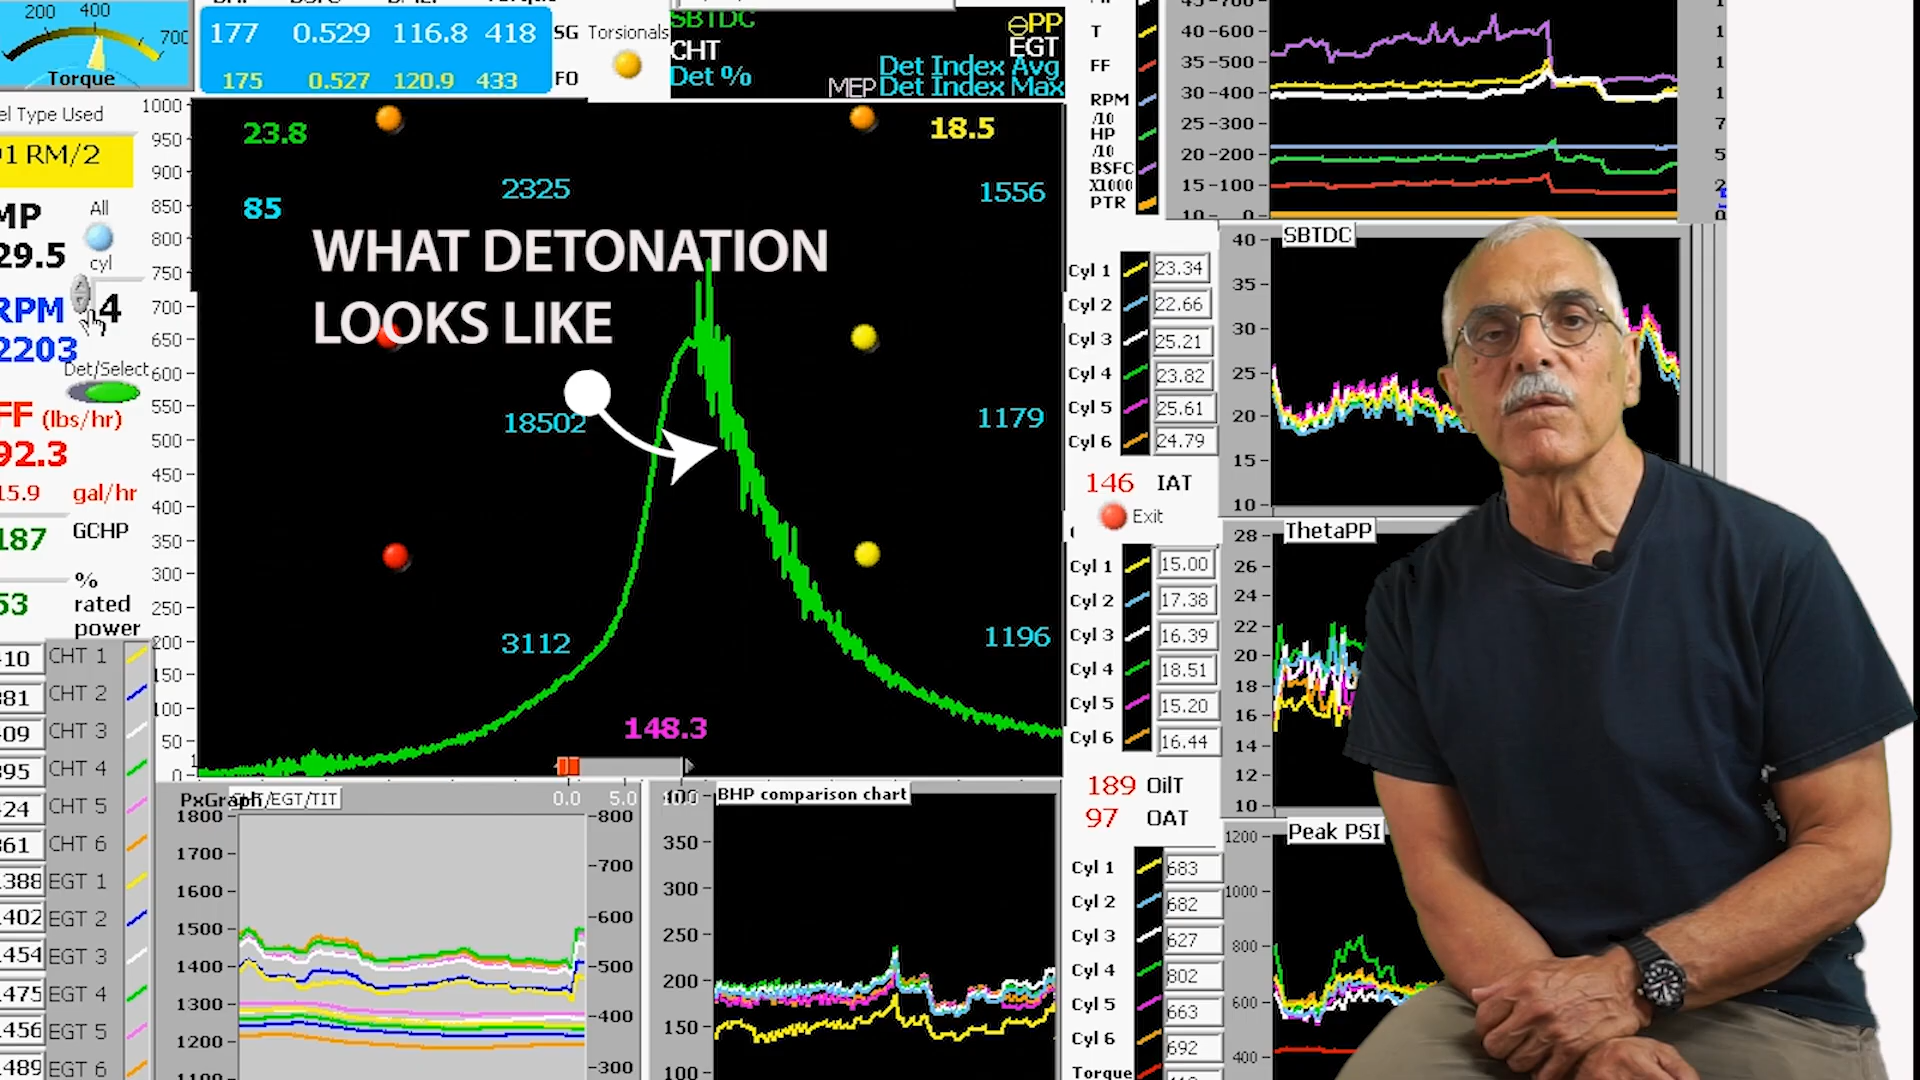 200 400 700
Torque
177 0.529 116.8 418 SG
175 0.527 120.9 433 FO
Torsionals
SBTDC
CHT
Det %
PP
EGT
Det Index Avg
MEP Det Index Max
el Type Used
RM/2
MP
29.5
All
cyl
RPM
4
2203
Det/Select
FF (lbs/hr)
92.3
15.9 gal/hr
187 GCHP
53 % rated power
CHT 1
CHT 2
CHT 3
CHT 4
CHT 5
CHT 6
EGT 1
EGT 2
EGT 3
EGT 4
EGT 5
EGT 6
1000
950
900
850
800
750
700
650
600
550
500
450
400
350
300
250
200
150
100
50
0
23.8
18.5
85
2325
1556
WHAT DETONATION
LOOKS LIKE
18502
1179
3112
1196
148.3
PxGraph
/EGT/TIT
0.0 5.0
1800
1700
1600
1500
1400
1300
1200
800
700
600
500
400
300
BHP comparison chart
400
350
300
250
200
150
100
T
FF
RPM
/10
HP
/10
BSFC
X1000
PTR
40 -600
35 -500
30 -400
25 -300
20 -200
15 -100
10 - 0
SBTDC
40
35
30
25
20
15
10
Cyl 1 23.34
Cyl 2 22.66
Cyl 3 25.21
Cyl 4 23.82
Cyl 5 25.61
Cyl 6 24.79
146 IAT
Exit
ThetaPP
28
26
24
22
20
18
16
14
12
10
Cyl 1 15.00
Cyl 2 17.38
Cyl 3 16.39
Cyl 4 18.51
Cyl 5 15.20
Cyl 6 16.44
189 OilT
97 OAT
Peak PSI
1200
1000
800
600
400
Cyl 1 683
Cyl 2 682
Cyl 3 627
Cyl 4 802
Cyl 5 663
Cyl 6 692
Torque